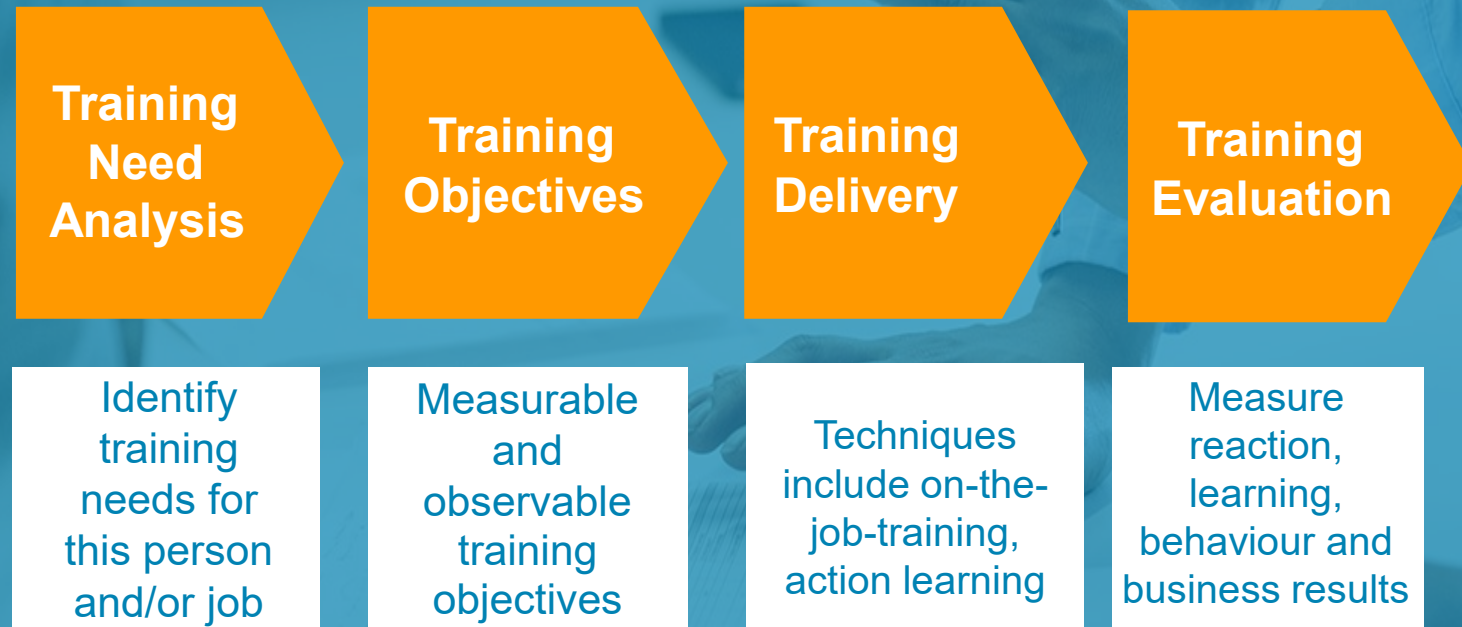 Training
Need
Analysis
Training
Objectives
Training
Delivery
Training
Evaluation
Identify
training
needs for
this person
and/or job
Measurable
and
observable
training
objectives
Techniques
include on-the-
job-training,
action learning
Measure
reaction,
learning,
behaviour and
business results